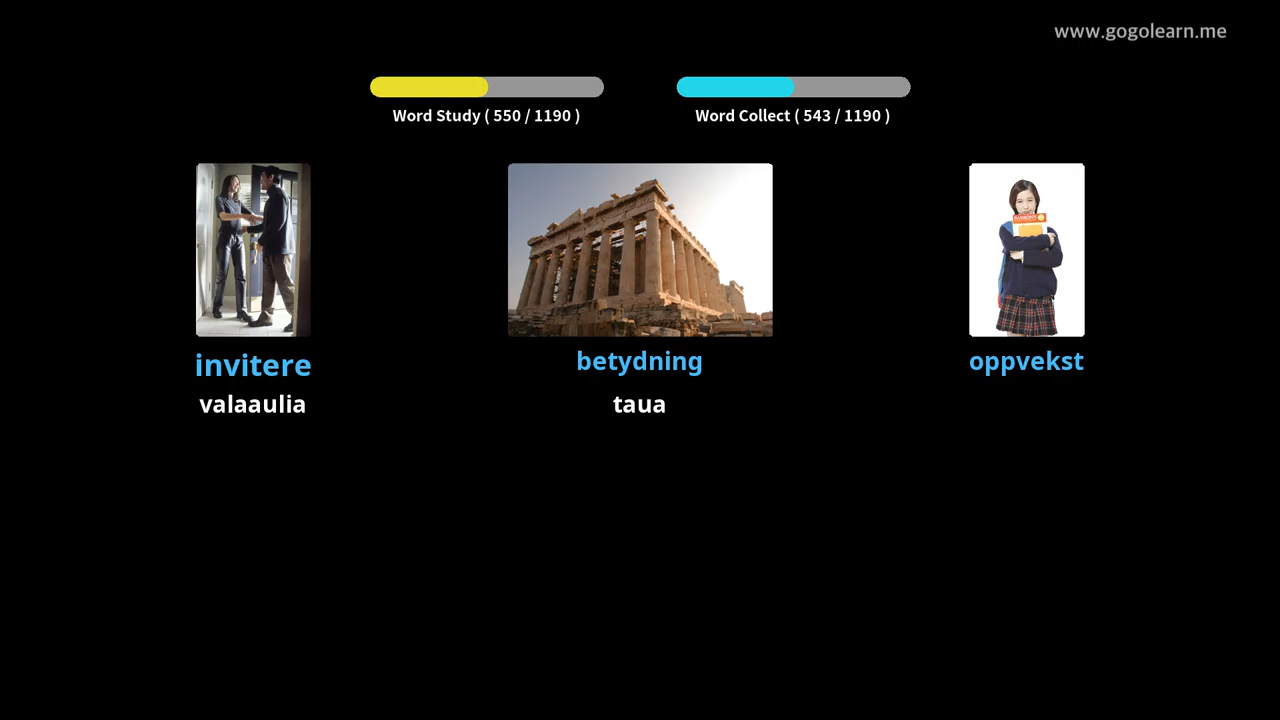 www.gogolearn.me
Word Study ( 550 / 1190 )
Word Collect ( 543 / 1190 )
invitere
betydning
oppvekst
valaaulia
taua